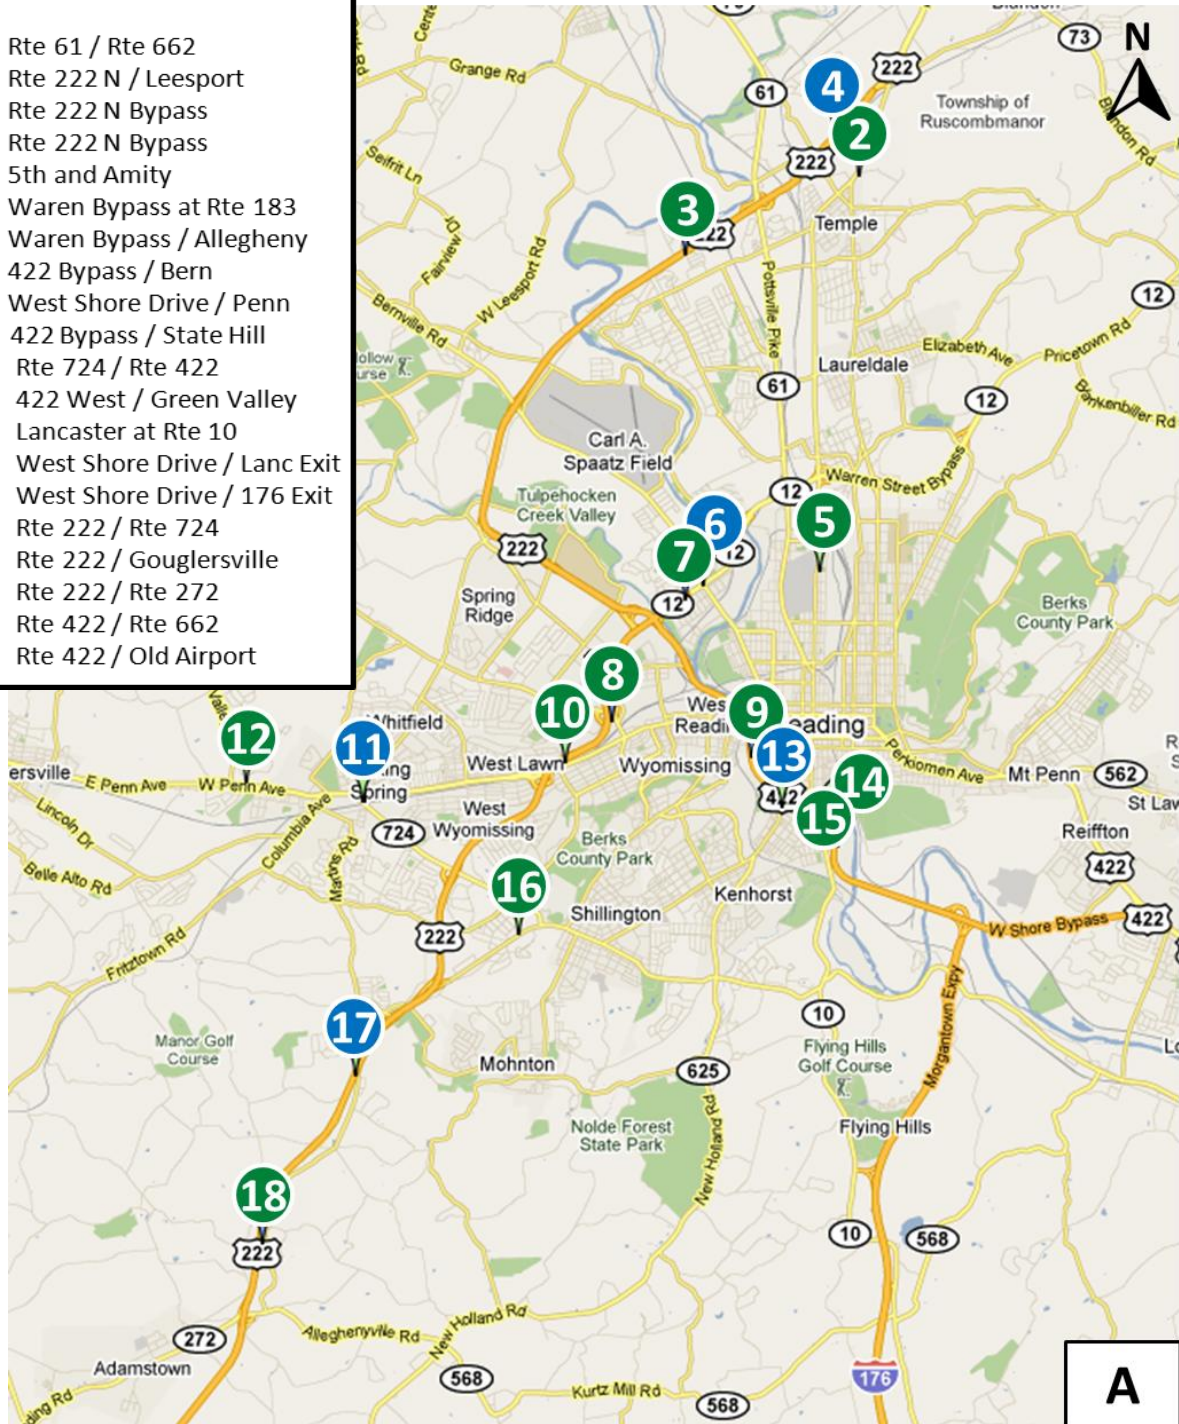 Rte 61 / Rte 662
Rte 222 N / Leesport
Rte 222 N Bypass
Rte 222 N Bypass
5th and Amity
Waren Bypass at Rte 183
Waren Bypass / Allegheny
422 Bypass / Bern
West Shore Drive / Penn
422 Bypass / State Hill
Rte 724 / Rte 422
422 West / Green Valley
Lancaster at Rte 10
West Shore Drive / Lanc Exit
West Shore Drive / 176 Exit
Rte 222 / Rte 724
Rte 222 / Gouglersville
Rte 222 / Rte 272
Rte 422 / Rte 662
Rte 422 / Old Airport
73
N
Grange Rd
222
61
4
Township of
Ruscombmanor
Blandon Rd
2
222
Seifrit Ln
3
Temple
Fairview Dr
W Leesport Rd
Pottsville Pike
12
Bernville Rd
Elizabeth Ave
Pricetown Rd
Laureldale
61
12
Bankenbiller Rd
Carl A.
Spaatz Field
Warren Street Bypass
12
Tulpehocken
Creek Valley
6
5
222
7
12
12
Spring
Ridge
Berks
County Park
8
10
9
Whitfield
12
11
13
West Lawn
Wyomissing
Perkiomen Ave
Mt Penn
562
E Penn Ave
W Penn Ave
Spring
14
15
422
Lincoln Dr
Columbia Ave
724
West
Wyomissing
Reiffton
Berks
County Park
422
Belle Alto Rd
16
Kenhorst
Shillington
222
W Shore Bypass
422
Fritztown Rd
17
10
Manor Golf
Course
Mohnton
625
Flying Hills
Golf Course
Morgantown Expy
Nolde Forest
State Park
New Holland Rd
Flying Hills
18
222
10
568
272
Alleghenyville Rd
New Holland Rd
Adamstown
568
Kurtz Mill Rd
568
176
A